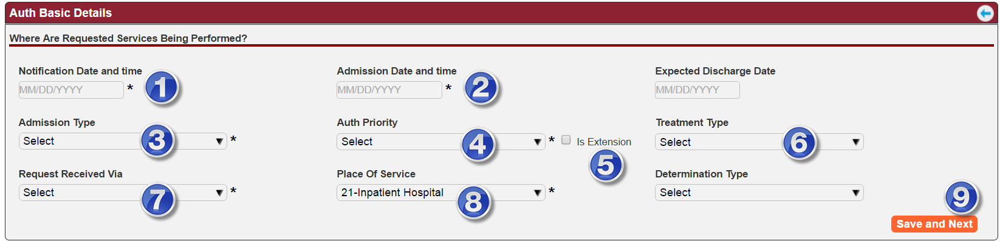 Auth Basic Details
Where Are Requested Services Being Performed?
Notification Date and time Admission Date and time Expected Discharge Date
MM/DD/YYYY * 1 MM/DD/YYYY * 2 MM/DD/YYYY
Admission Type Auth Priority Treatment Type
Select 3 * Select 4 * Is Extension 5 Select 6
Request Received Via Place Of Service Determination Type
Select 7 * 21-Inpatient Hospital 8 * Select 9
Save and Next